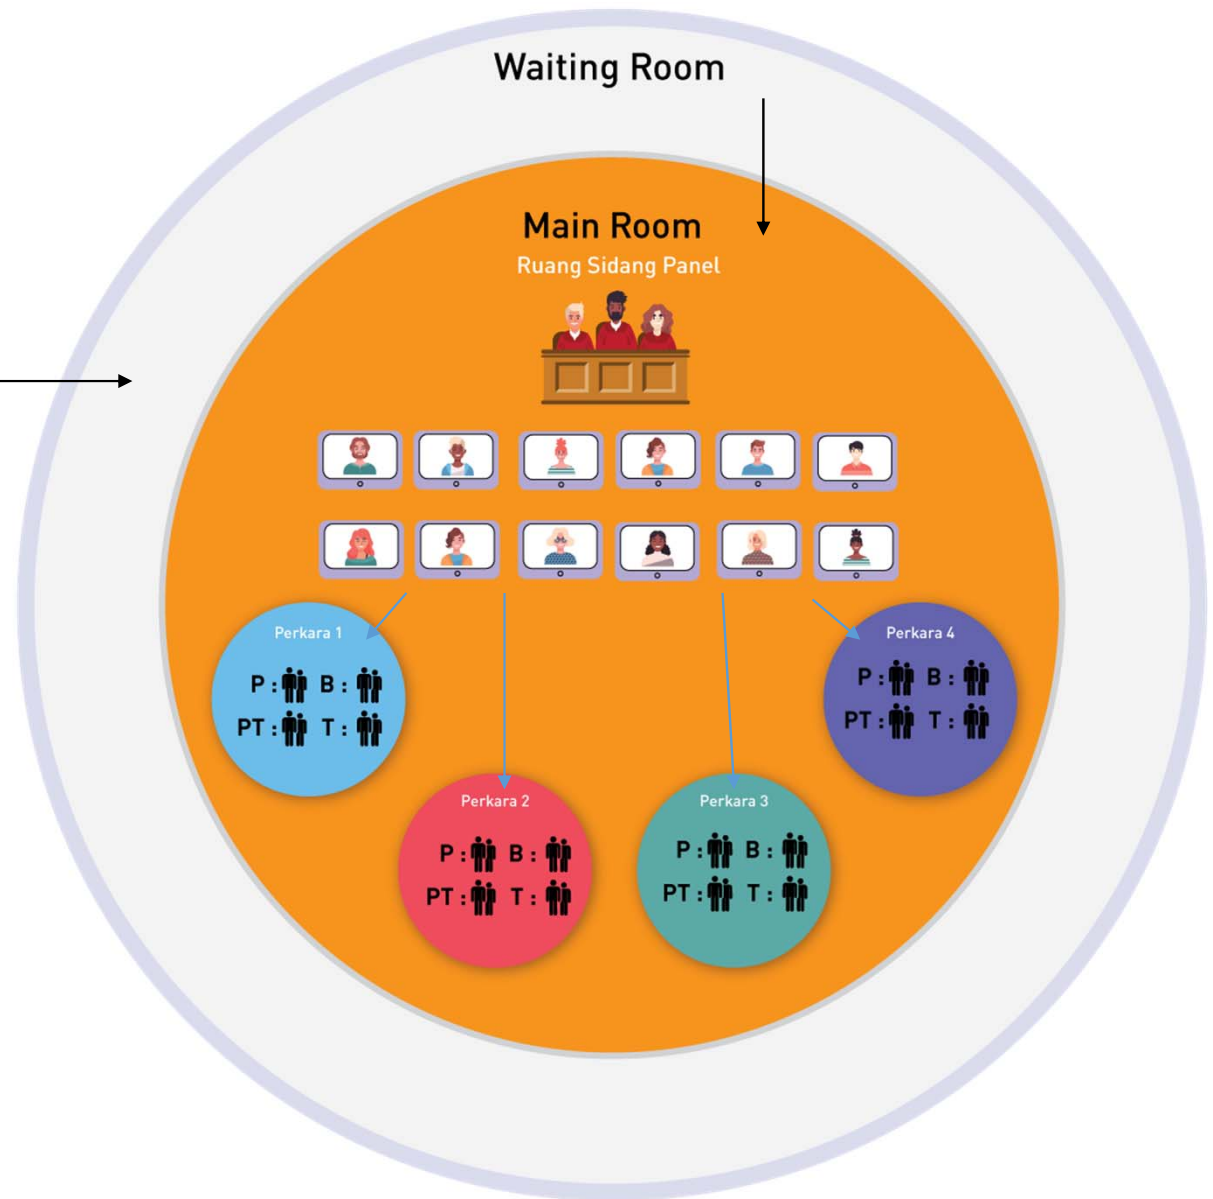 Waiting Room
Main Room
Ruang Sidang Panel
Perkara 1
P : B :
PT : T :
Perkara 2
P : B :
PT : T :
Perkara 3
P : B :
PT : T :
Perkara 4
P : B :
PT : T :